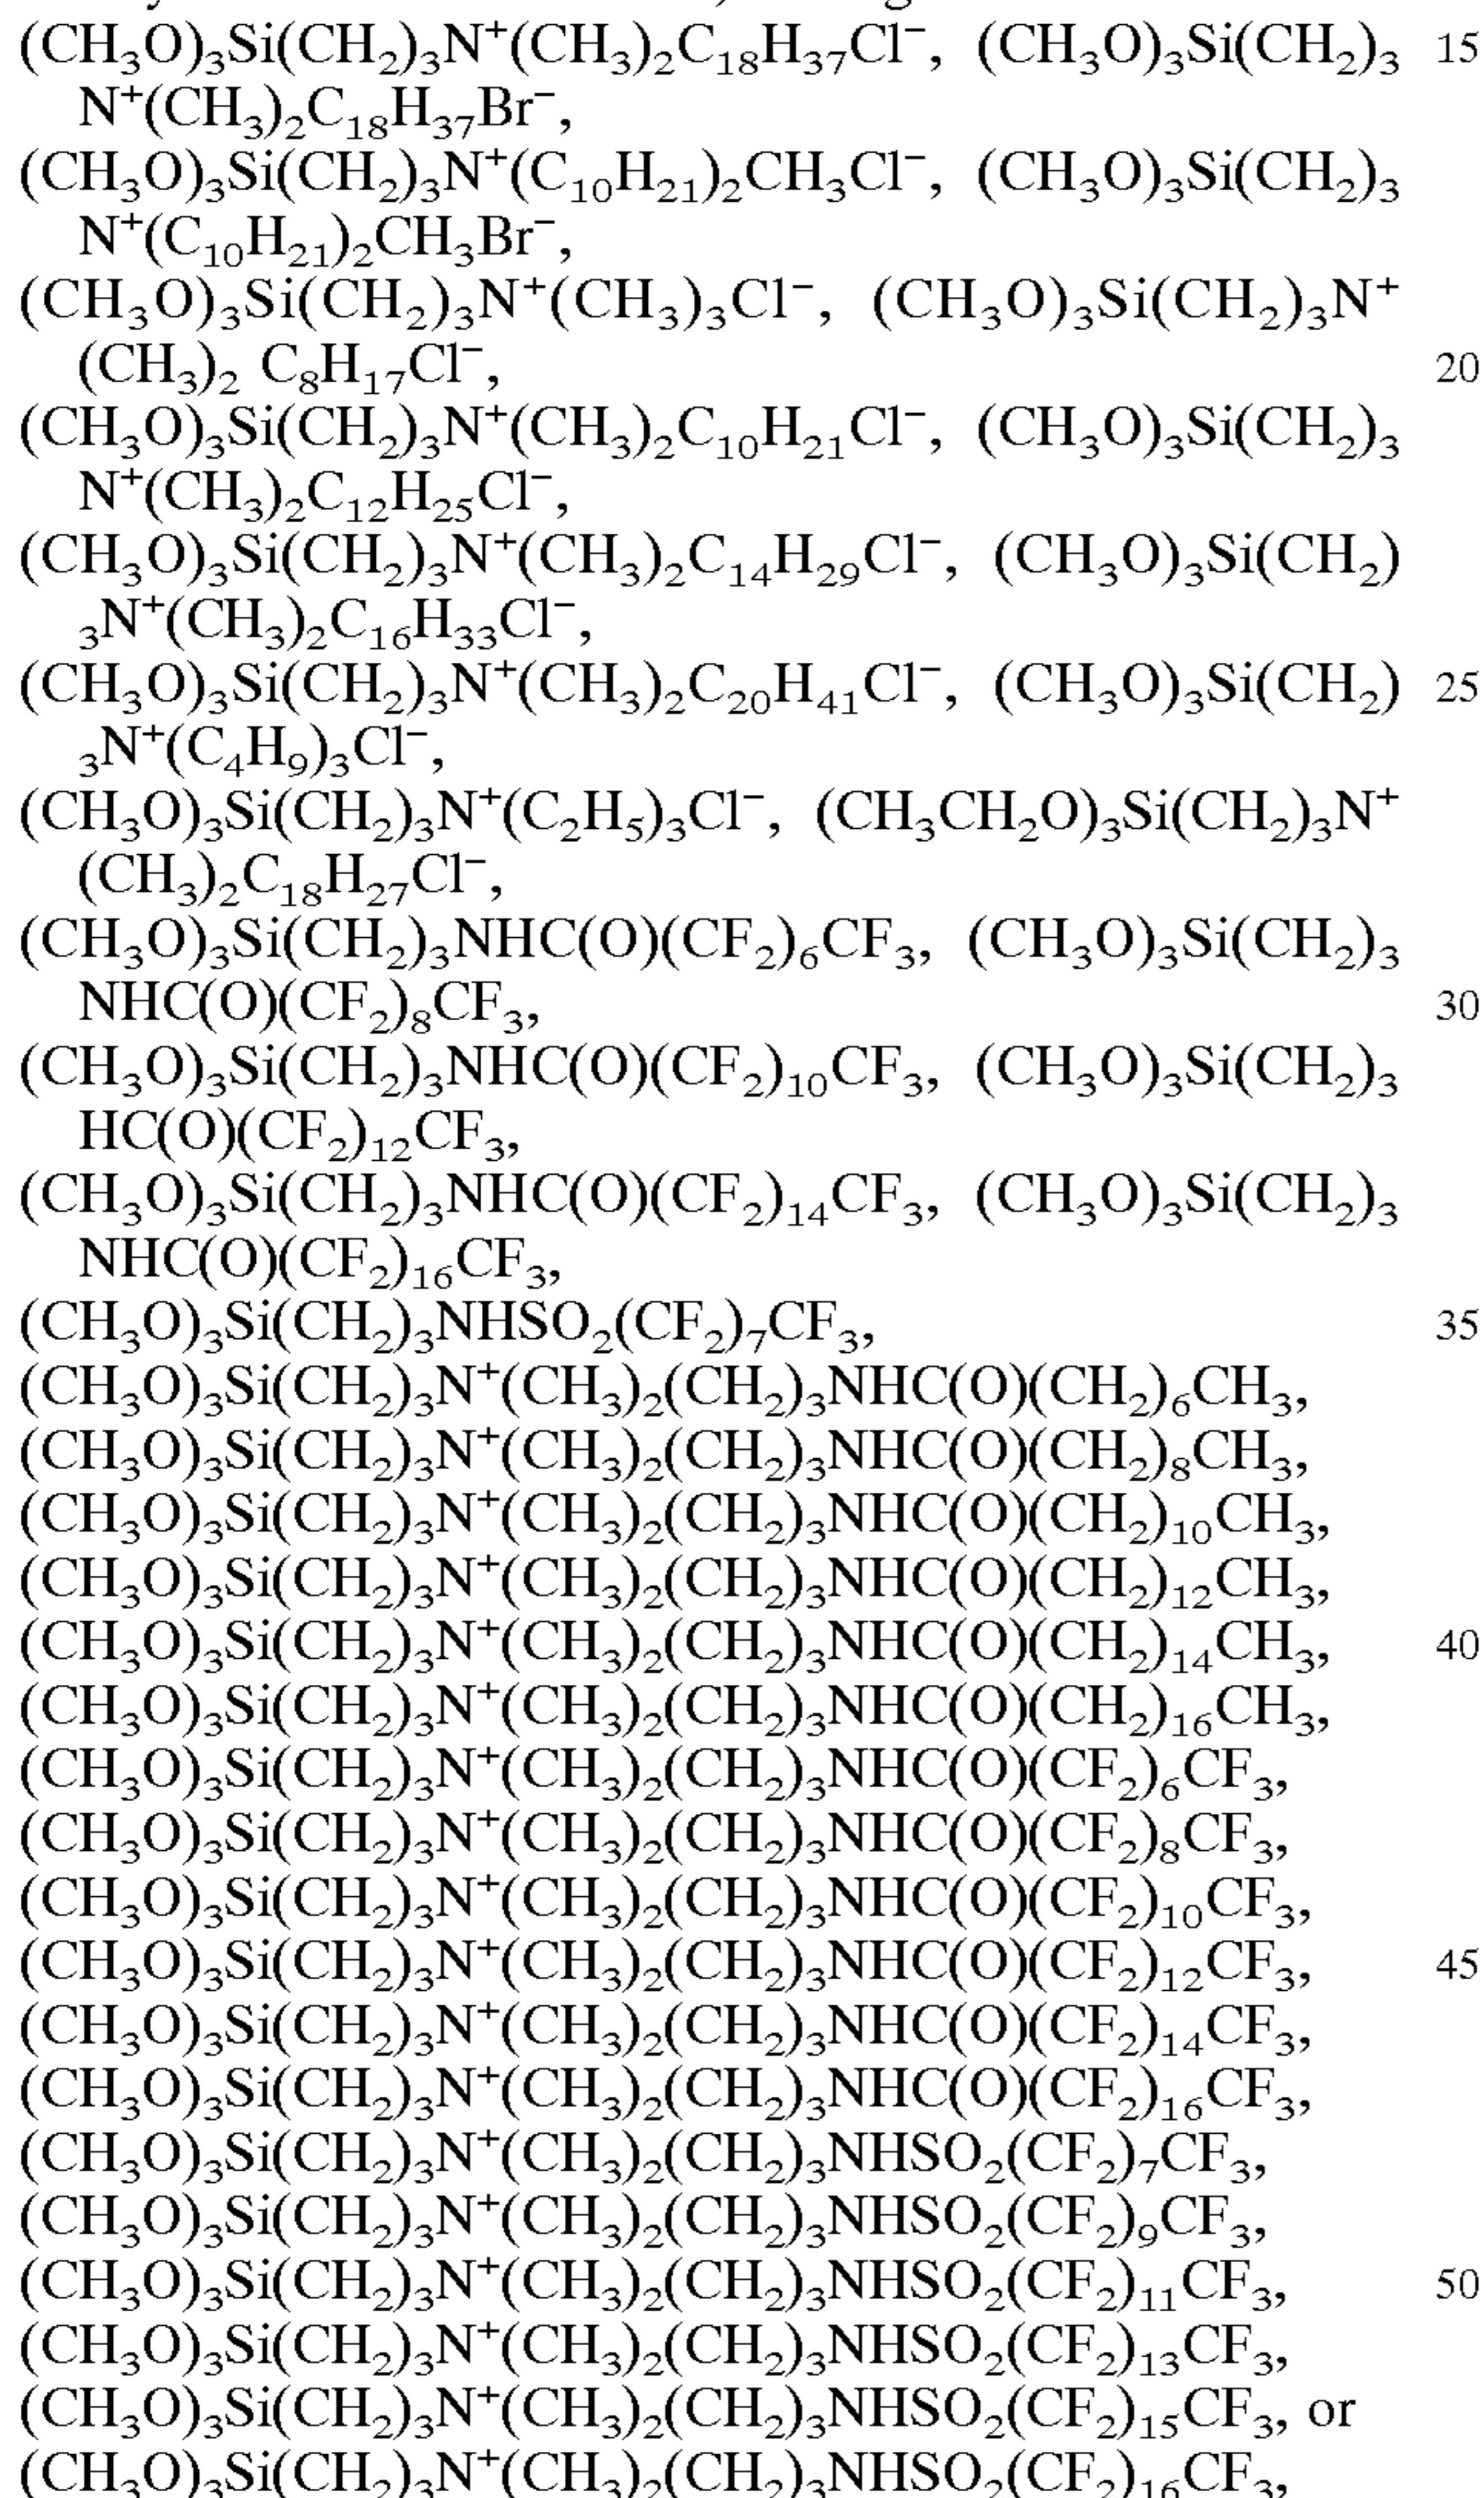 (CH₃O)₃Si(CH₂)₃N⁺(CH₃)₂C₁₈H₃₇Cl⁻, (CH₃O)₃Si(CH₂)₃ 15
N⁺(CH₃)₂C₁₈H₃₇Br⁻,
(CH₃O)₃Si(CH₂)₃N⁺(C₁₀H₂₁)₂CH₃Cl⁻, (CH₃O)₃Si(CH₂)₃
N⁺(C₁₀H₂₁)₂CH₃Br⁻,
(CH₃O)₃Si(CH₂)₃N⁺(CH₃)₃Cl⁻, (CH₃O)₃Si(CH₂)₃N⁺
(CH₃)₂ C₈H₁₇Cl⁻, 20
(CH₃O)₃Si(CH₂)₃N⁺(CH₃)₂C₁₀H₂₁Cl⁻, (CH₃O)₃Si(CH₂)₃
N⁺(CH₃)₂C₁₂H₂₅Cl⁻,
(CH₃O)₃Si(CH₂)₃N⁺(CH₃)₂C₁₄H₂₉Cl⁻, (CH₃O)₃Si(CH₂)
₃N⁺(CH₃)₂C₁₆H₃₃Cl⁻,
(CH₃O)₃Si(CH₂)₃N⁺(CH₃)₂C₂₀H₄₁Cl⁻, (CH₃O)₃Si(CH₂) 25
₃N⁺(C₄H₉)₃Cl⁻,
(CH₃O)₃Si(CH₂)₃N⁺(C₂H₅)₃Cl⁻, (CH₃CH₂O)₃Si(CH₂)₃N⁺
(CH₃)₂C₁₈H₂₇Cl⁻,
(CH₃O)₃Si(CH₂)₃NHC(O)(CF₂)₆CF₃, (CH₃O)₃Si(CH₂)₃
NHC(O)(CF₂)₈CF₃, 30
(CH₃O)₃Si(CH₂)₃NHC(O)(CF₂)₁₀CF₃, (CH₃O)₃Si(CH₂)₃
HC(O)(CF₂)₁₂CF₃,
(CH₃O)₃Si(CH₂)₃NHC(O)(CF₂)₁₄CF₃, (CH₃O)₃Si(CH₂)₃
NHC(O)(CF₂)₁₆CF₃,
(CH₃O)₃Si(CH₂)₃NHSO₂(CF₂)₇CF₃, 35
(CH₃O)₃Si(CH₂)₃N⁺(CH₃)₂(CH₂)₃NHC(O)(CH₂)₆CH₃,
(CH₃O)₃Si(CH₂)₃N⁺(CH₃)₂(CH₂)₃NHC(O)(CH₂)₈CH₃,
(CH₃O)₃Si(CH₂)₃N⁺(CH₃)₂(CH₂)₃NHC(O)(CH₂)₁₀CH₃,
(CH₃O)₃Si(CH₂)₃N⁺(CH₃)₂(CH₂)₃NHC(O)(CH₂)₁₂CH₃,
(CH₃O)₃Si(CH₂)₃N⁺(CH₃)₂(CH₂)₃NHC(O)(CH₂)₁₄CH₃, 40
(CH₃O)₃Si(CH₂)₃N⁺(CH₃)₂(CH₂)₃NHC(O)(CH₂)₁₆CH₃,
(CH₃O)₃Si(CH₂)₃N⁺(CH₃)₂(CH₂)₃NHC(O)(CF₂)₆CF₃,
(CH₃O)₃Si(CH₂)₃N⁺(CH₃)₂(CH₂)₃NHC(O)(CF₂)₈CF₃,
(CH₃O)₃Si(CH₂)₃N⁺(CH₃)₂(CH₂)₃NHC(O)(CF₂)₁₀CF₃,
(CH₃O)₃Si(CH₂)₃N⁺(CH₃)₂(CH₂)₃NHC(O)(CF₂)₁₂CF₃, 45
(CH₃O)₃Si(CH₂)₃N⁺(CH₃)₂(CH₂)₃NHC(O)(CF₂)₁₄CF₃,
(CH₃O)₃Si(CH₂)₃N⁺(CH₃)₂(CH₂)₃NHC(O)(CF₂)₁₆CF₃,
(CH₃O)₃Si(CH₂)₃N⁺(CH₃)₂(CH₂)₃NHSO₂(CF₂)₇CF₃,
(CH₃O)₃Si(CH₂)₃N⁺(CH₃)₂(CH₂)₃NHSO₂(CF₂)₉CF₃,
(CH₃O)₃Si(CH₂)₃N⁺(CH₃)₂(CH₂)₃NHSO₂(CF₂)₁₁CF₃, 50
(CH₃O)₃Si(CH₂)₃N⁺(CH₃)₂(CH₂)₃NHSO₂(CF₂)₁₃CF₃,
(CH₃O)₃Si(CH₂)₃N⁺(CH₃)₂(CH₂)₃NHSO₂(CF₂)₁₅CF₃, or
(CH₃O)₃Si(CH₂)₃N⁺(CH₃)₂(CH₂)₃NHSO₂(CF₂)₁₆CF₃,